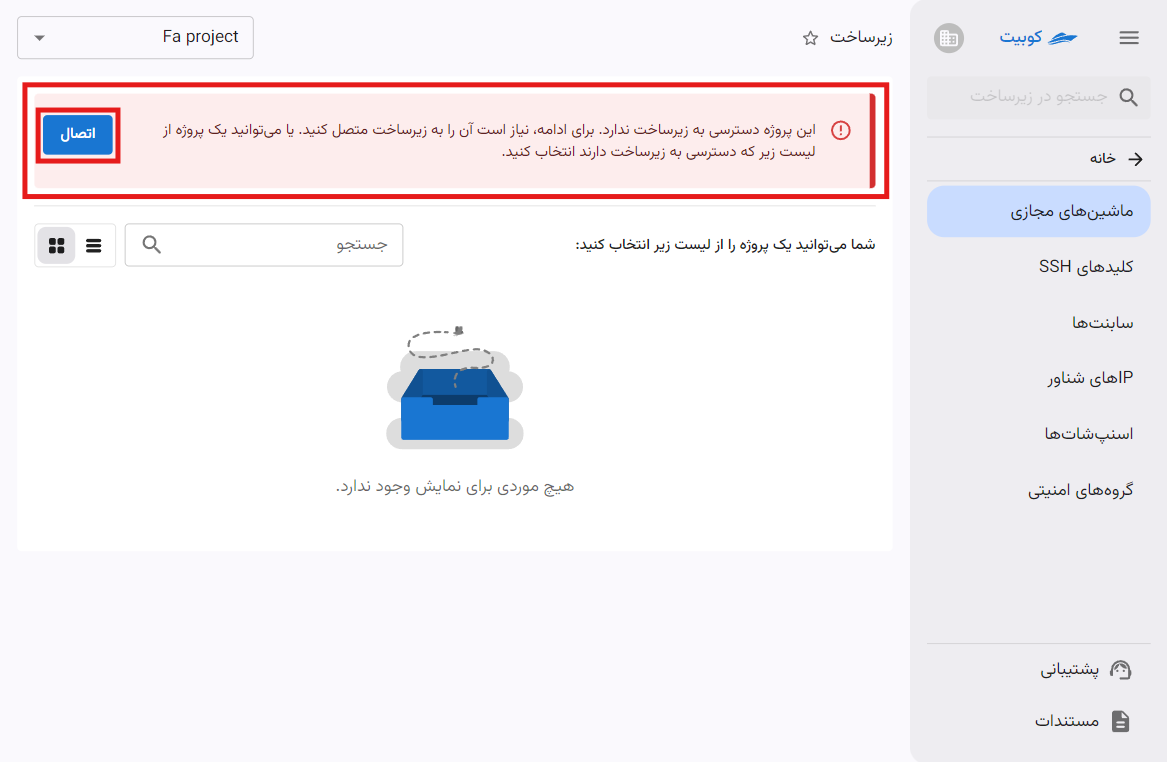 کوبیت
جستجو در زیرساخت
خانه
ماشین‌های مجازی
کلیدهای SSH
سابنت‌ها
IPهای شناور
اسنپ‌شات‌ها
گروه‌های امنیتی
پشتیبانی
مستندات
زیرساخت
Fa project
این پروژه دسترسی به زیرساخت ندارد. برای ادامه، نیاز است آن را به زیرساخت متصل کنید. یا می‌توانید یک پروژه از
لیست زیر که دسترسی به زیرساخت دارند انتخاب کنید.
اتصال
شما می‌توانید یک پروژه را از لیست زیر انتخاب کنید:
جستجو
هیچ موردی برای نمایش وجود ندارد.